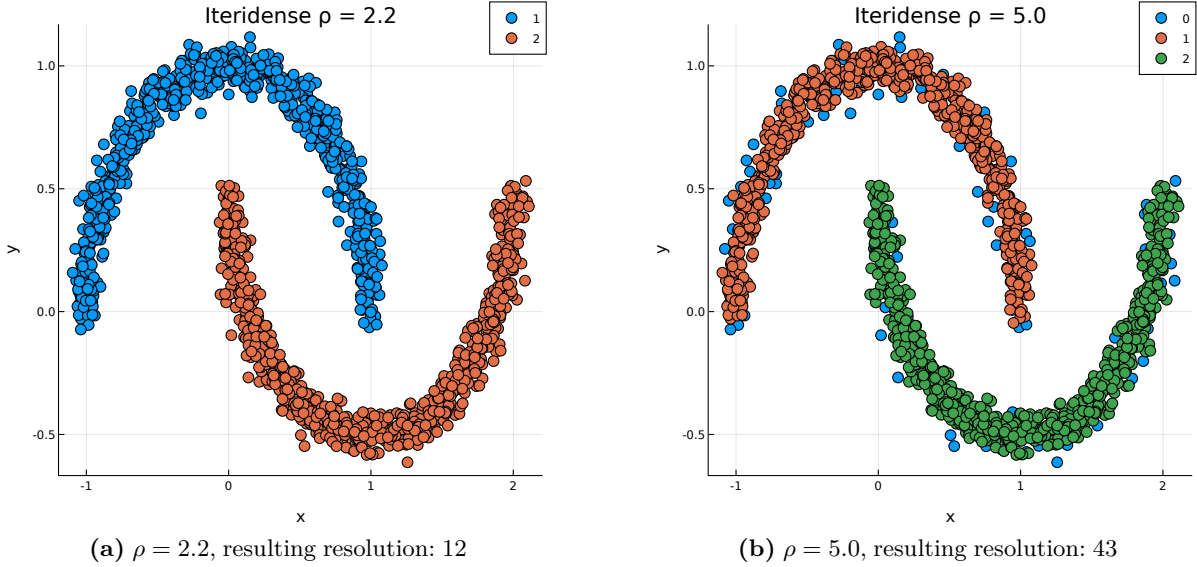 Iteridense ρ = 2.2
1
2
1.0
0.5
0.0
-0.5
y
-1
0
1
2
x
(a) ρ = 2.2, resulting resolution: 12
Iteridense ρ = 5.0
0
1
2
1.0
0.5
0.0
-0.5
y
-1
0
1
2
x
(b) ρ = 5.0, resulting resolution: 43